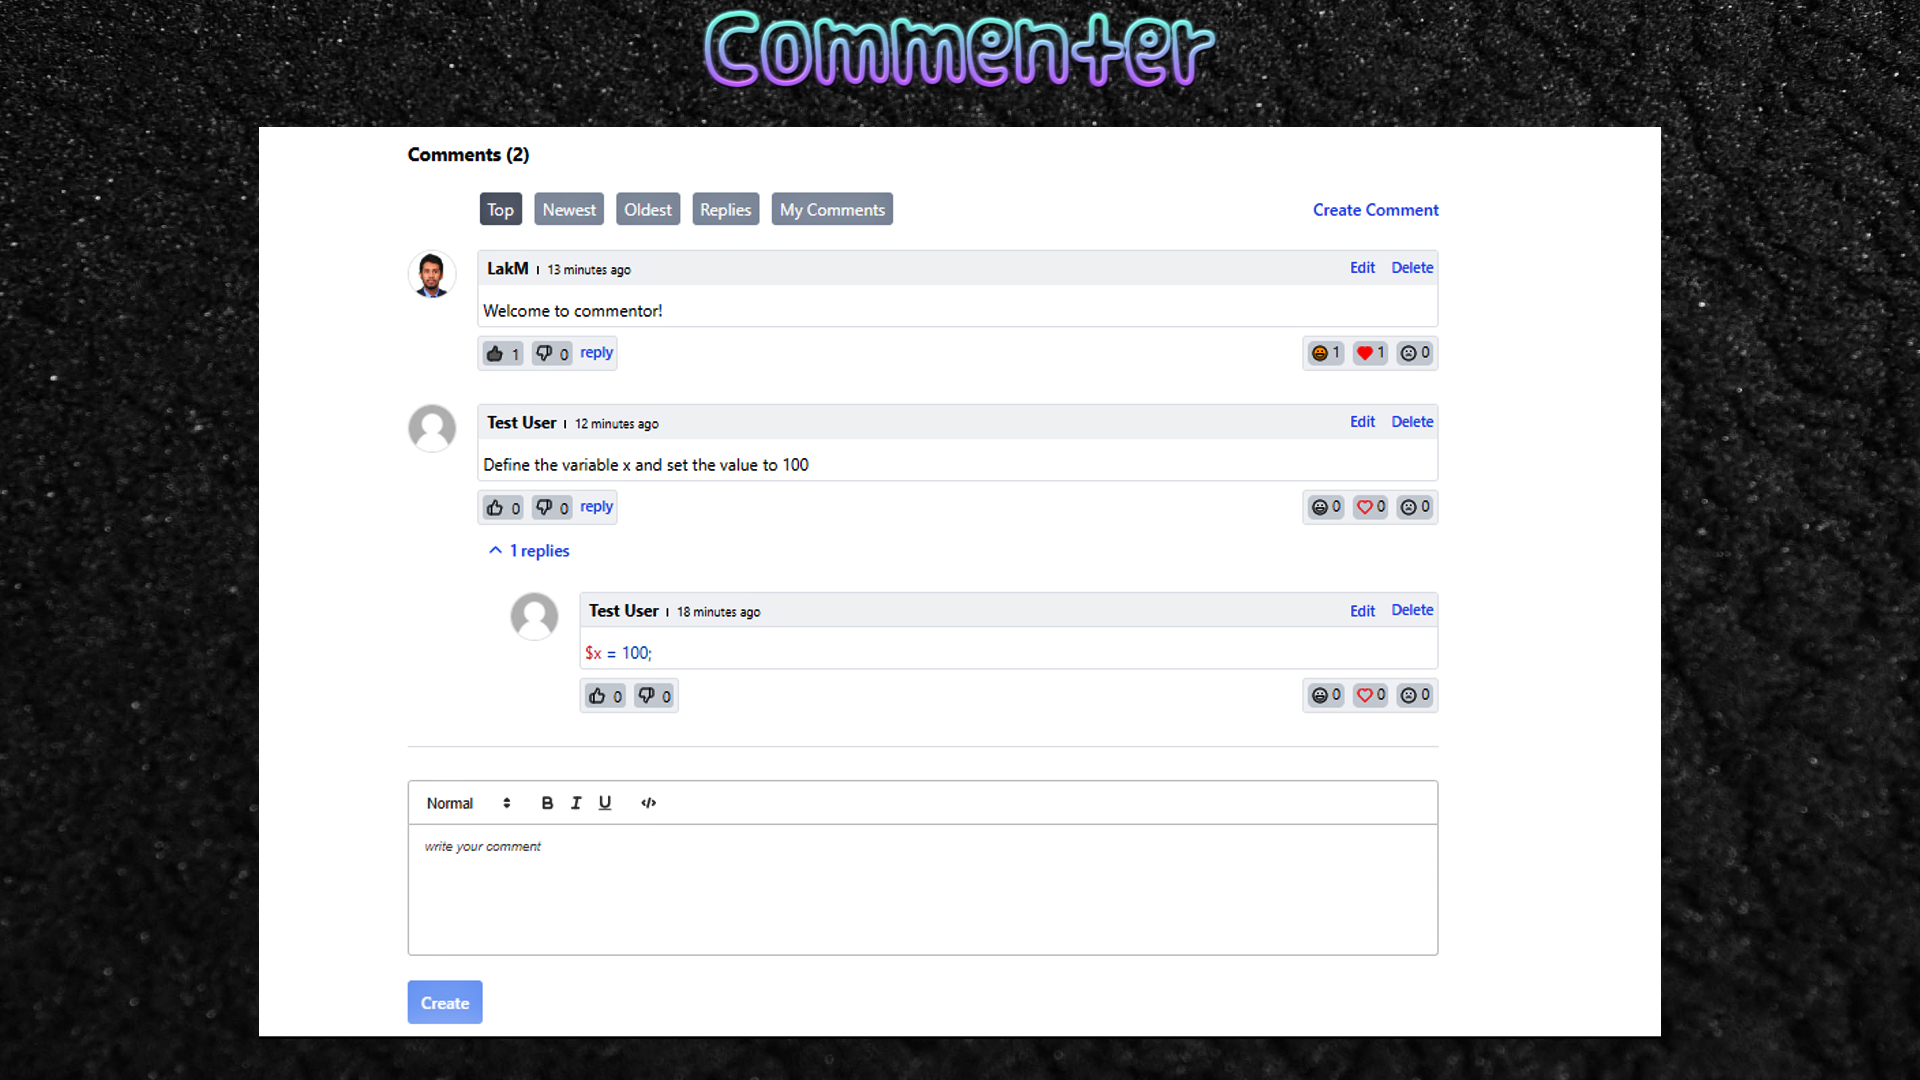 Commenter
Comments (2)
Top Newest Oldest Replies My Comments Create Comment
LakM 13 minutes ago Edit Delete
Welcome to commentor!
1 0 reply 1 1 0
Test User 12 minutes ago Edit Delete
Define the variable x and set the value to 100
0 0 reply 0 0 0
1 replies
Test User 18 minutes ago Edit Delete
$x = 100;
0 0 0 0 0
Normal B I U </>
write your comment
Create